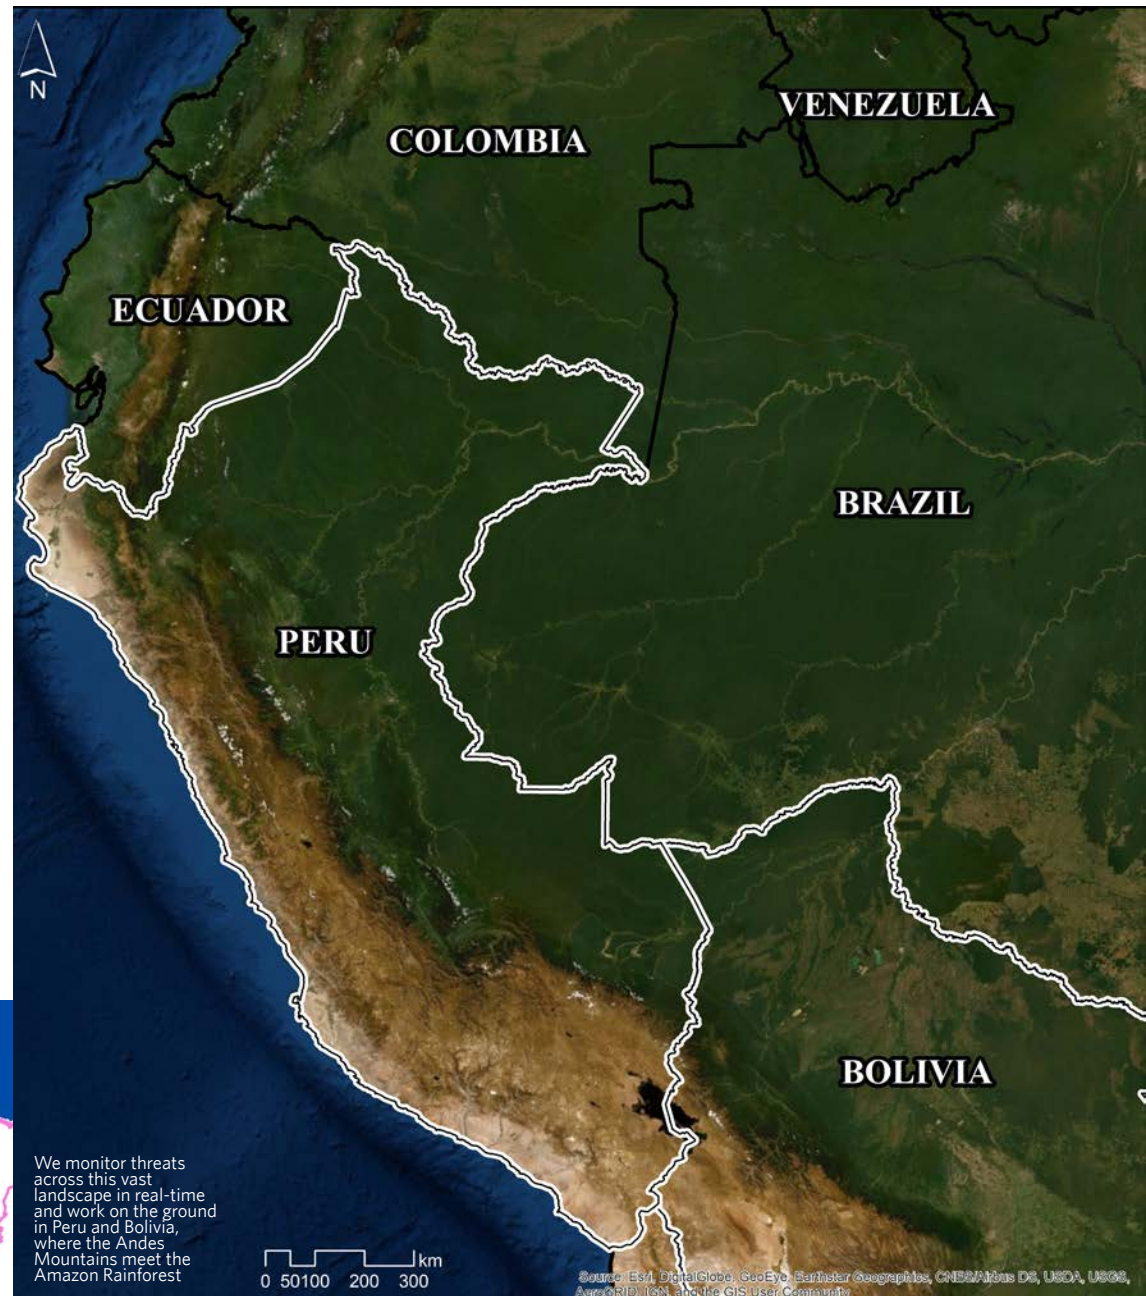 N
COLOMBIA
VENEZUELA
ECUADOR
BRAZIL
PERU
BOLIVIA
We monitor threats
across this vast
landscape in real-time
and work on the ground
in Peru and Bolivia,
where the Andes
Mountains meet the
Amazon Rainforest
km
0 50100 200 300
Source: Esri, DigitalGlobe, GeoEye, Earthstar Geographics, CNES/Airbus DS, USDA, USGS,
AeroGRID, IGN, and the GIS User Community